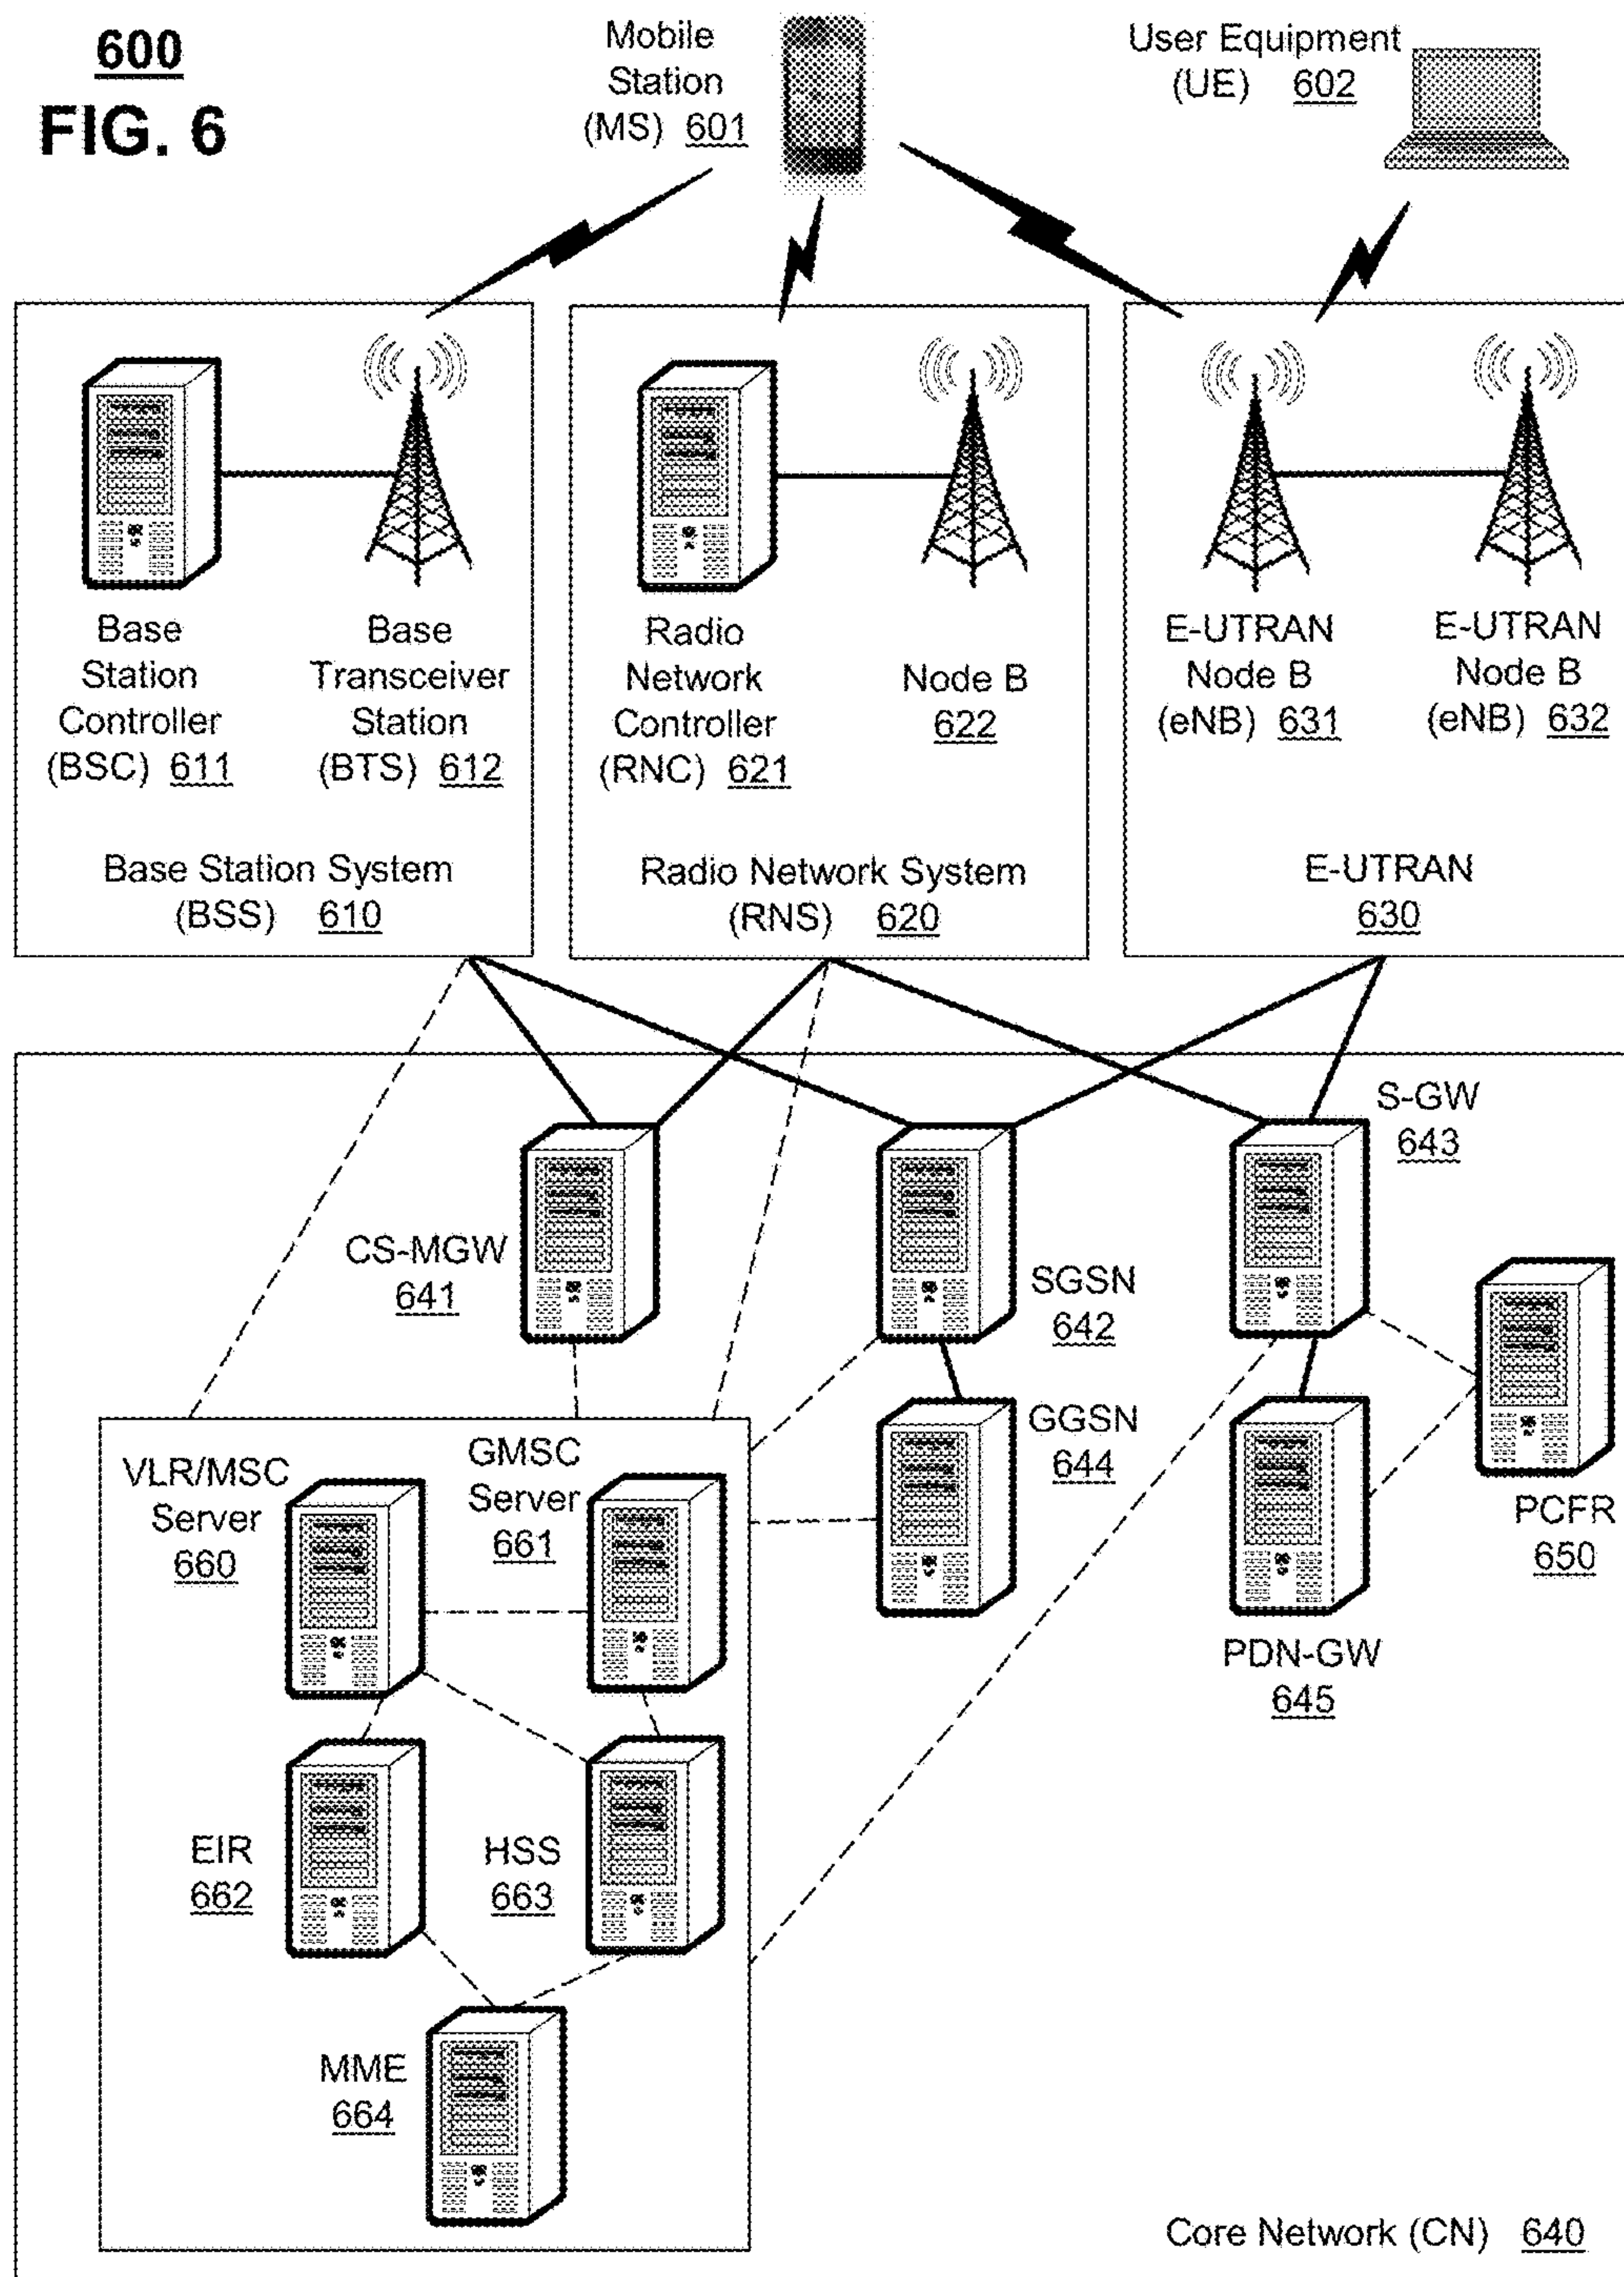 600
FIG. 6
Mobile
Station
(MS) 601
User Equipment
(UE) 602
Base
Station
Controller
(BSC) 611
Base
Transceiver
Station
(BTS) 612
Base Station System
(BSS) 610
Radio
Network
Controller
(RNC) 621
Node B
622
Radio Network System
(RNS) 620
E-UTRAN
Node B
(eNB) 631
E-UTRAN
Node B
(eNB) 632
E-UTRAN
630
S-GW
643
CS-MGW
641
SGSN
642
GGSN
644
PCFR
650
PDN-GW
645
VLR/MSC
Server
660
GMSC
Server
661
EIR
662
HSS
663
MME
664
Core Network (CN) 640